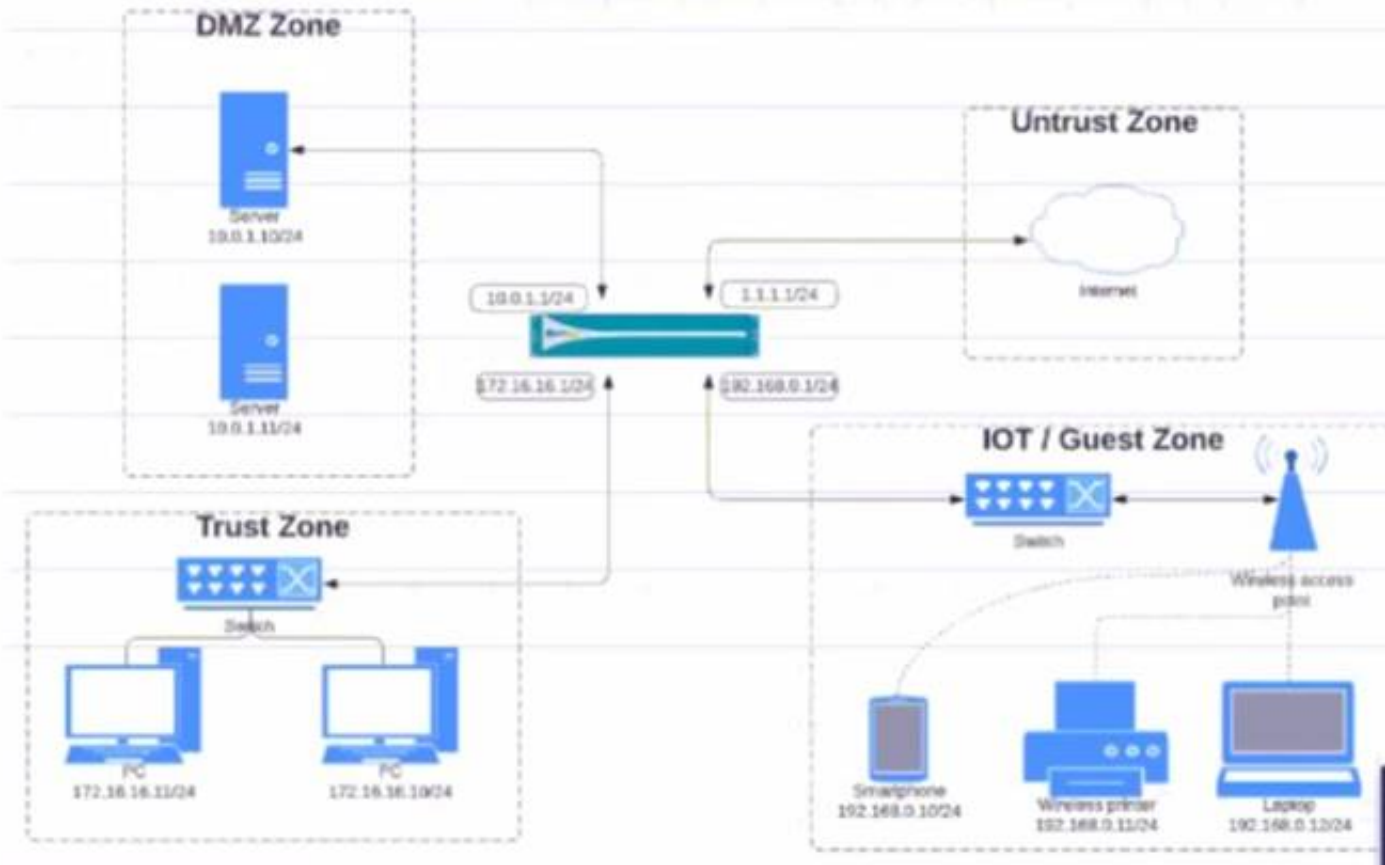 DMZ Zone
Server
10.0.1.10/24
Server
10.0.1.11/24
Untrust Zone
Internet
10.0.1.1/24
1.1.1.1/24
172.16.16.1/24
192.168.0.1/24
Trust Zone
Switch
PC
172.16.16.11/24
PC
172.16.16.10/24
IOT / Guest Zone
Switch
Wireless access
point
Smartphone
192.168.0.10/24
Wireless printer
192.168.0.11/24
Laptop
192.168.0.12/24